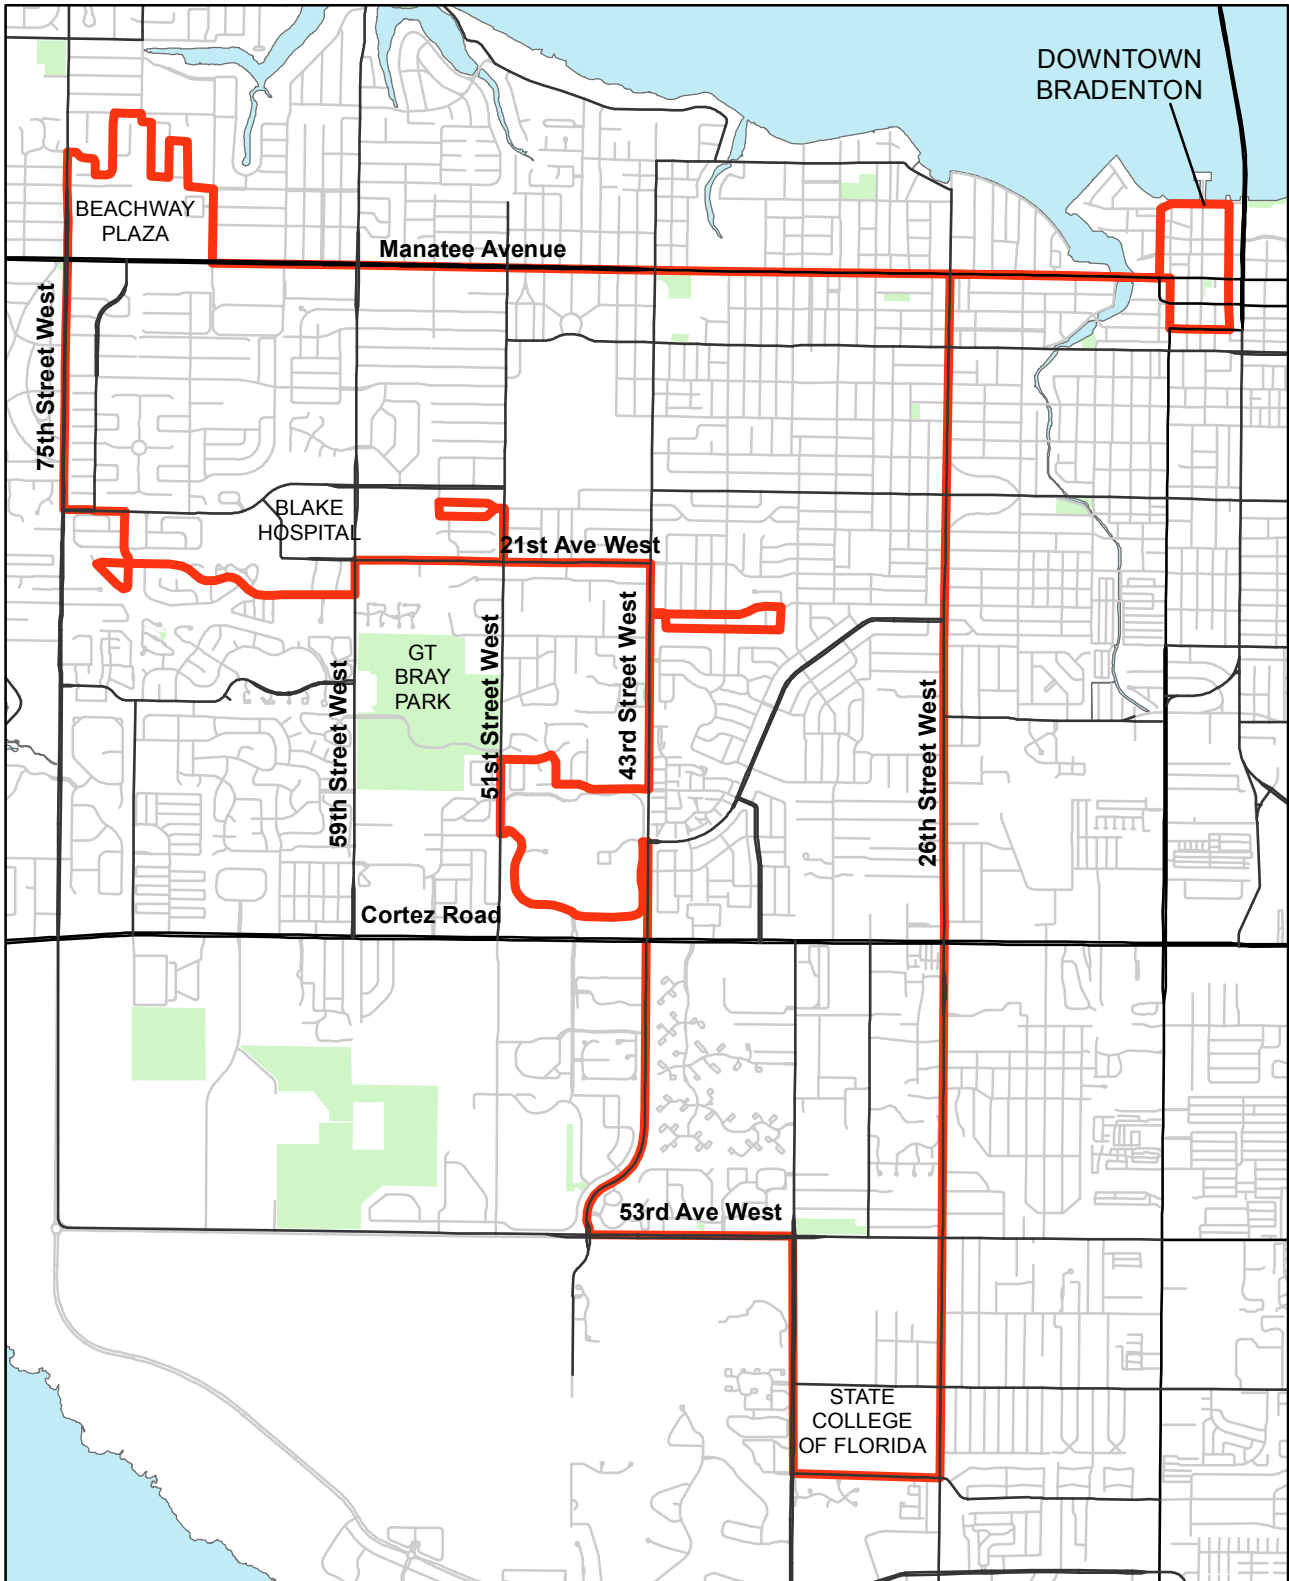 DOWNTOWN
BRADENTON
BEACHWAY
PLAZA
Manatee Avenue
75th Street West
BLAKE
HOSPITAL
21st Ave West
GT
BRAY
PARK
51st Street West
43rd Street West
59th Street West
26th Street West
Cortez Road
53rd Ave West
STATE
COLLEGE
OF FLORIDA